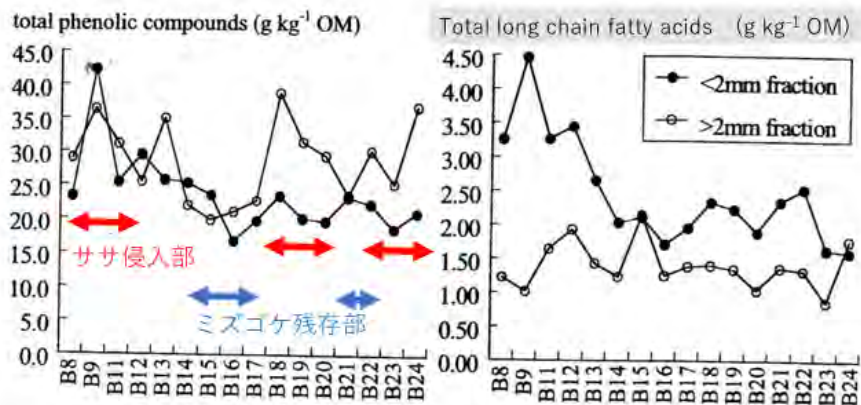 total phenolic compounds (g kg-1 OM)
45.0
40.0
35.0
30.0
25.0
20.0
15.0
10.0
5.0
0.0
ササ侵入部
ミズゴケ残存部
B8
B9
B11
B12
B13
B14
B15
B16
B17
B18
B19
B20
B21
B22
B23
B24
Total long chain fatty acids (g kg-1 OM)
4.50
4.00
3.50
3.00
2.50
2.00
1.50
1.00
0.50
0.00
<2mm fraction
>2mm fraction
B8
B9
B11
B12
B13
B14
B15
B16
B17
B18
B19
B20
B21
B22
B23
B24